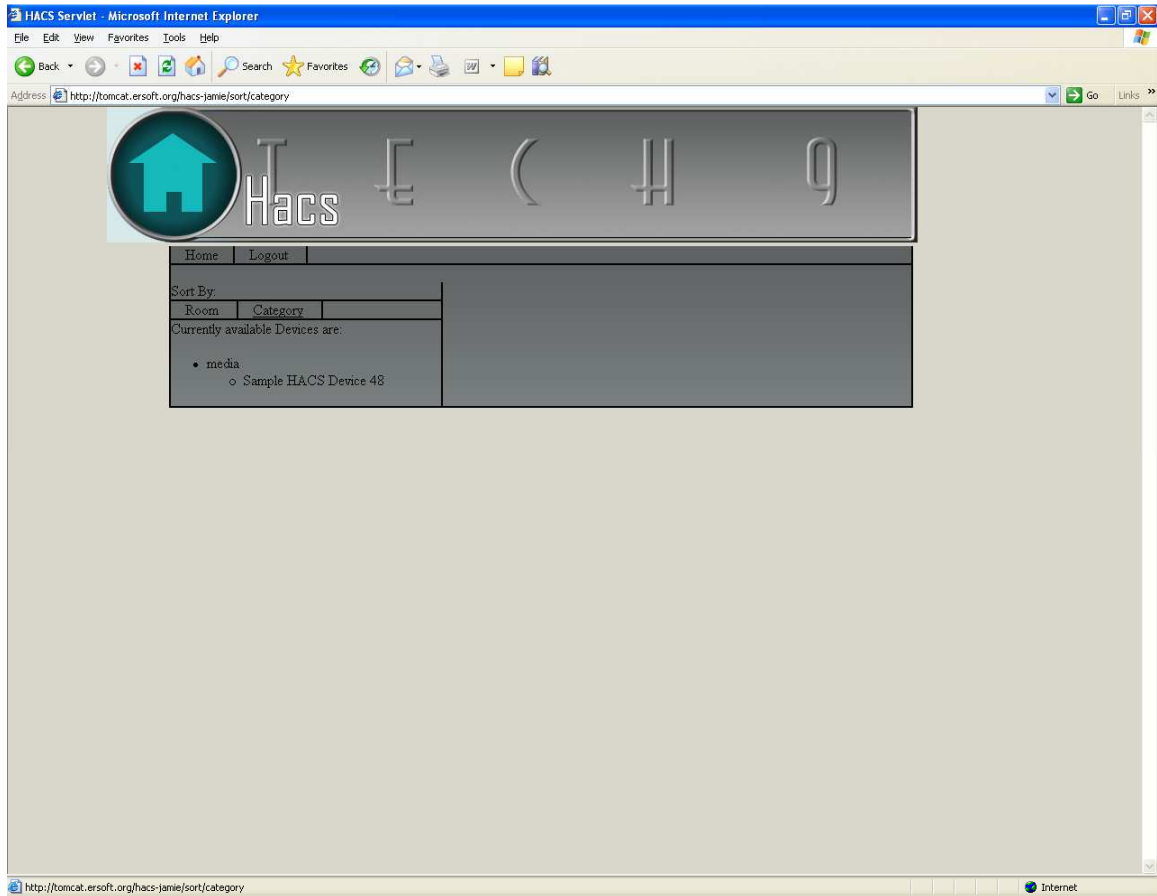 HACS Servlet - Microsoft Internet Explorer
File Edit View Favorites Tools Help
Back Search Favorites
Address http://tomcat.ersoft.org/hacs-jamie/sort/category Go Links »
T E C H 9
Hacs
Home Logout
Sort By:
Room Category
Currently available Devices are:
• media
o Sample HACS Device 48
http://tomcat.ersoft.org/hacs-jamie/sort/category Internet